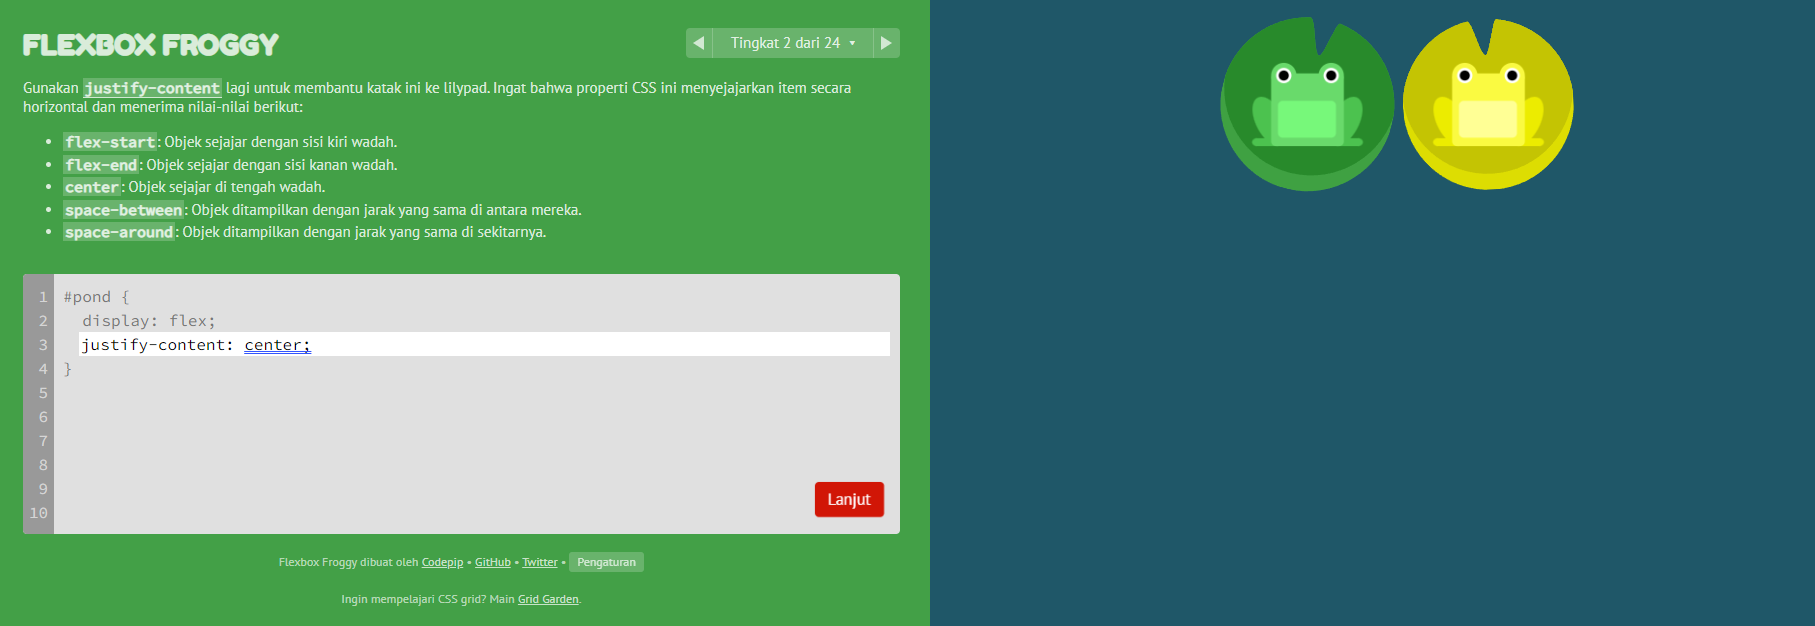 FLEXBOX FROGGY
Tingkat 2 dari 24
Gunakan justify-content lagi untuk membantu katak ini ke lilypad. Ingat bahwa properti CSS ini menyejajarkan item secara
horizontal dan menerima nilai-nilai berikut:
• flex-start: Objek sejajar dengan sisi kiri wadah.
• flex-end: Objek sejajar dengan sisi kanan wadah.
• center: Objek sejajar di tengah wadah.
• space-between: Objek ditampilkan dengan jarak yang sama di antara mereka.
• space-around: Objek ditampilkan dengan jarak yang sama di sekitarnya.
1 #pond {
2 display: flex;
3 justify-content: center;
4 }
5
6
7
8
9
10
Lanjut
Flexbox Froggy dibuat oleh Codepip • GitHub • Twitter • Pengaturan
Ingin mempelajari CSS grid? Main Grid Garden.